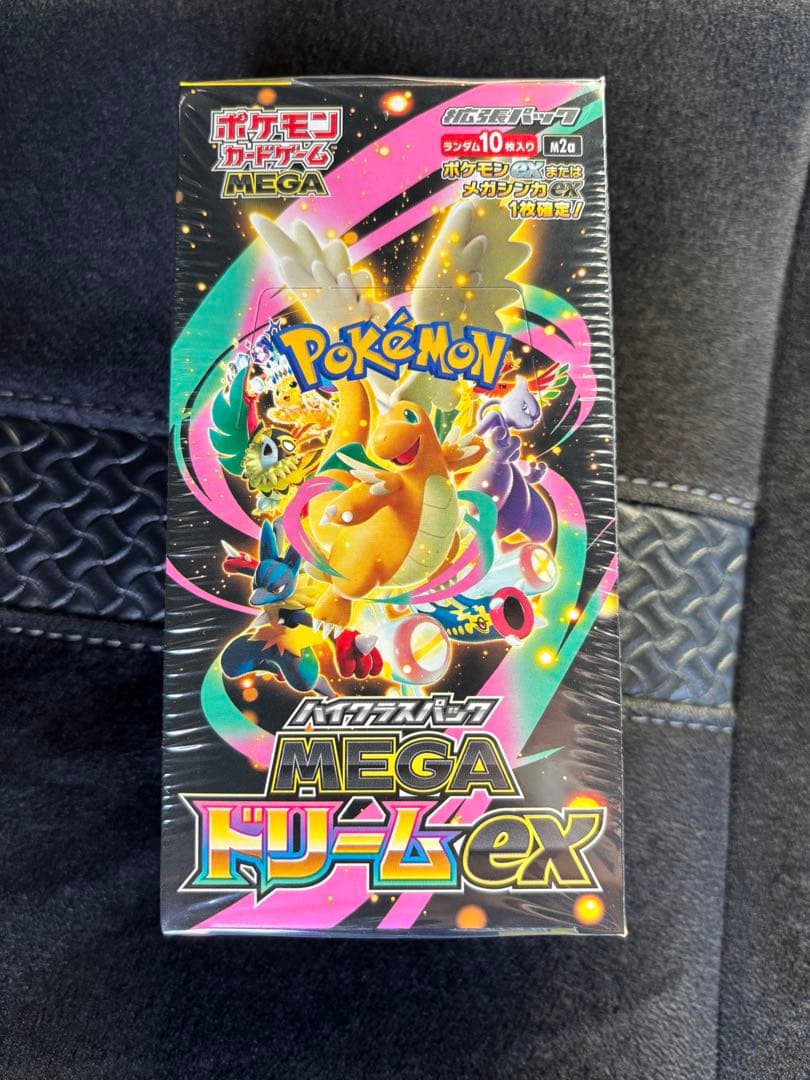 ポケモン
カードゲーム
MEGA
拡張パック
ランダム10枚入り M2a
ポケモンexまたは
メガシンカex
1枚確定!
POKÉMON
TM
ハイクラスパック
MEGA
ドリームex